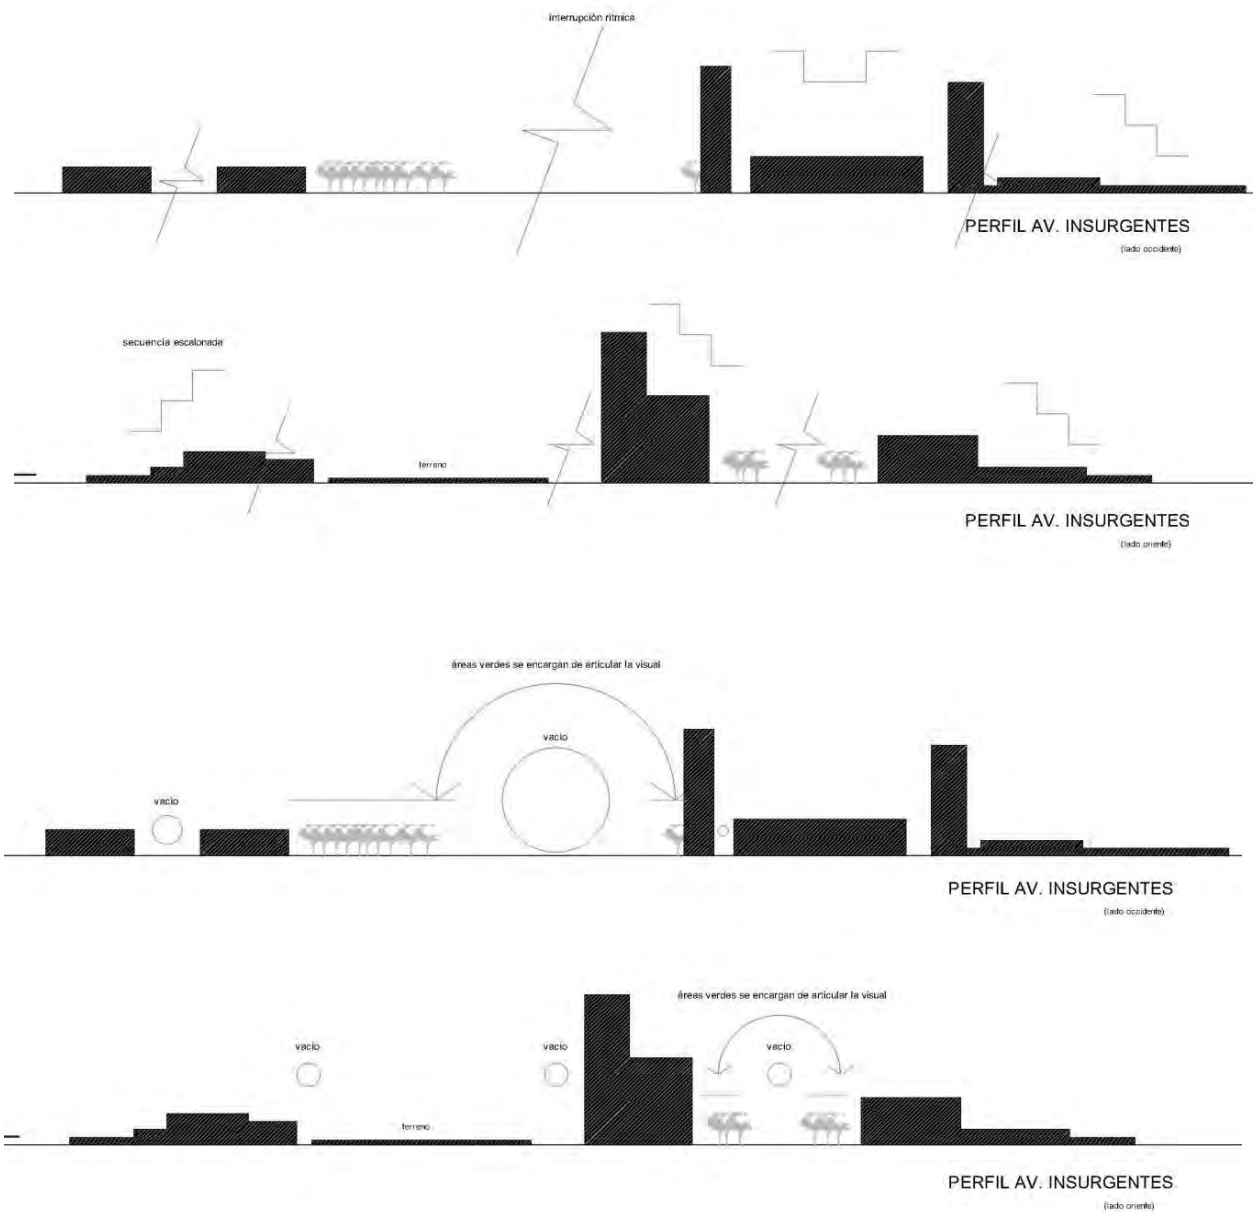 interrupción rítmica
PERFIL AV. INSURGENTES
(lado occidente)
secuencia escalonada
terreno
PERFIL AV. INSURGENTES
(lado oriente)
áreas verdes se encargan de articular la visual
vacío
vacío
PERFIL AV. INSURGENTES
(lado occidente)
áreas verdes se encargan de articular la visual
vacío
vacío
vacío
terreno
PERFIL AV. INSURGENTES
(lado oriente)